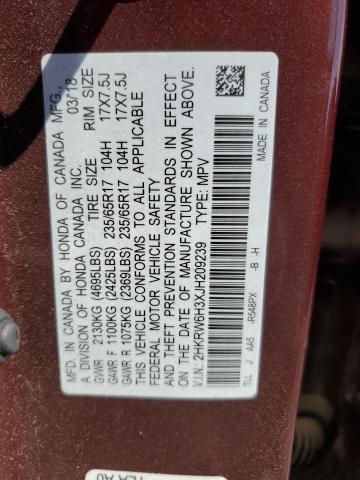 MFD. IN CANADA BY HONDA OF CANADA MFG., 03/18
A DIVISION OF HONDA CANADA INC.
TIRE SIZE RIM SIZE
GVWR 2130KG (4695LBS)
GAWR F 1100KG (2425LBS) 235/65R17 104H 17X7.5J
GAWR R 1075KG (2369LBS) 235/65R17 104H 17X7.5J
THIS VEHICLE CONFORMS TO ALL APPLICABLE
FEDERAL MOTOR VEHICLE SAFETY
AND THEFT PREVENTION STANDARDS IN EFFECT
ON THE DATE OF MANUFACTURE SHOWN ABOVE.
V.I.N.: 2HKRW6H3XJH209239 TYPE: MPV
TLL J AA5 R548PX -B -H
MADE IN CANADA